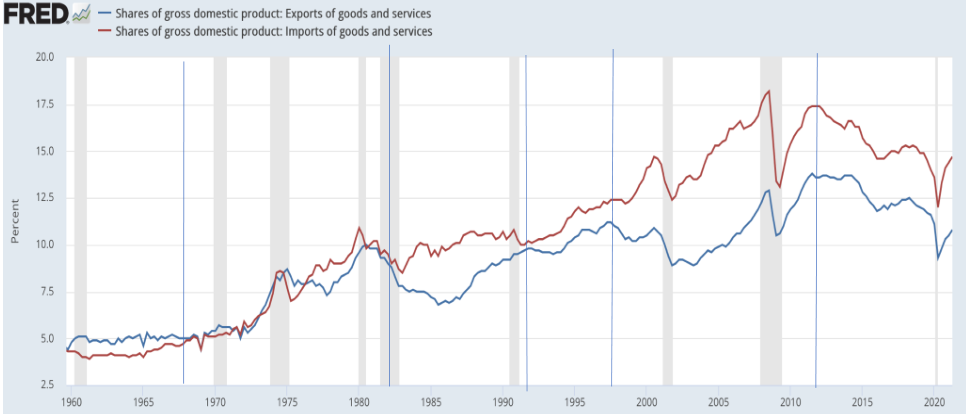 FRED
Shares of gross domestic product: Exports of goods and services
Shares of gross domestic product: Imports of goods and services
Percent
20.0
17.5
15.0
12.5
10.0
7.5
5.0
2.5
1960 1965 1970 1975 1980 1985 1990 1995 2000 2005 2010 2015 2020